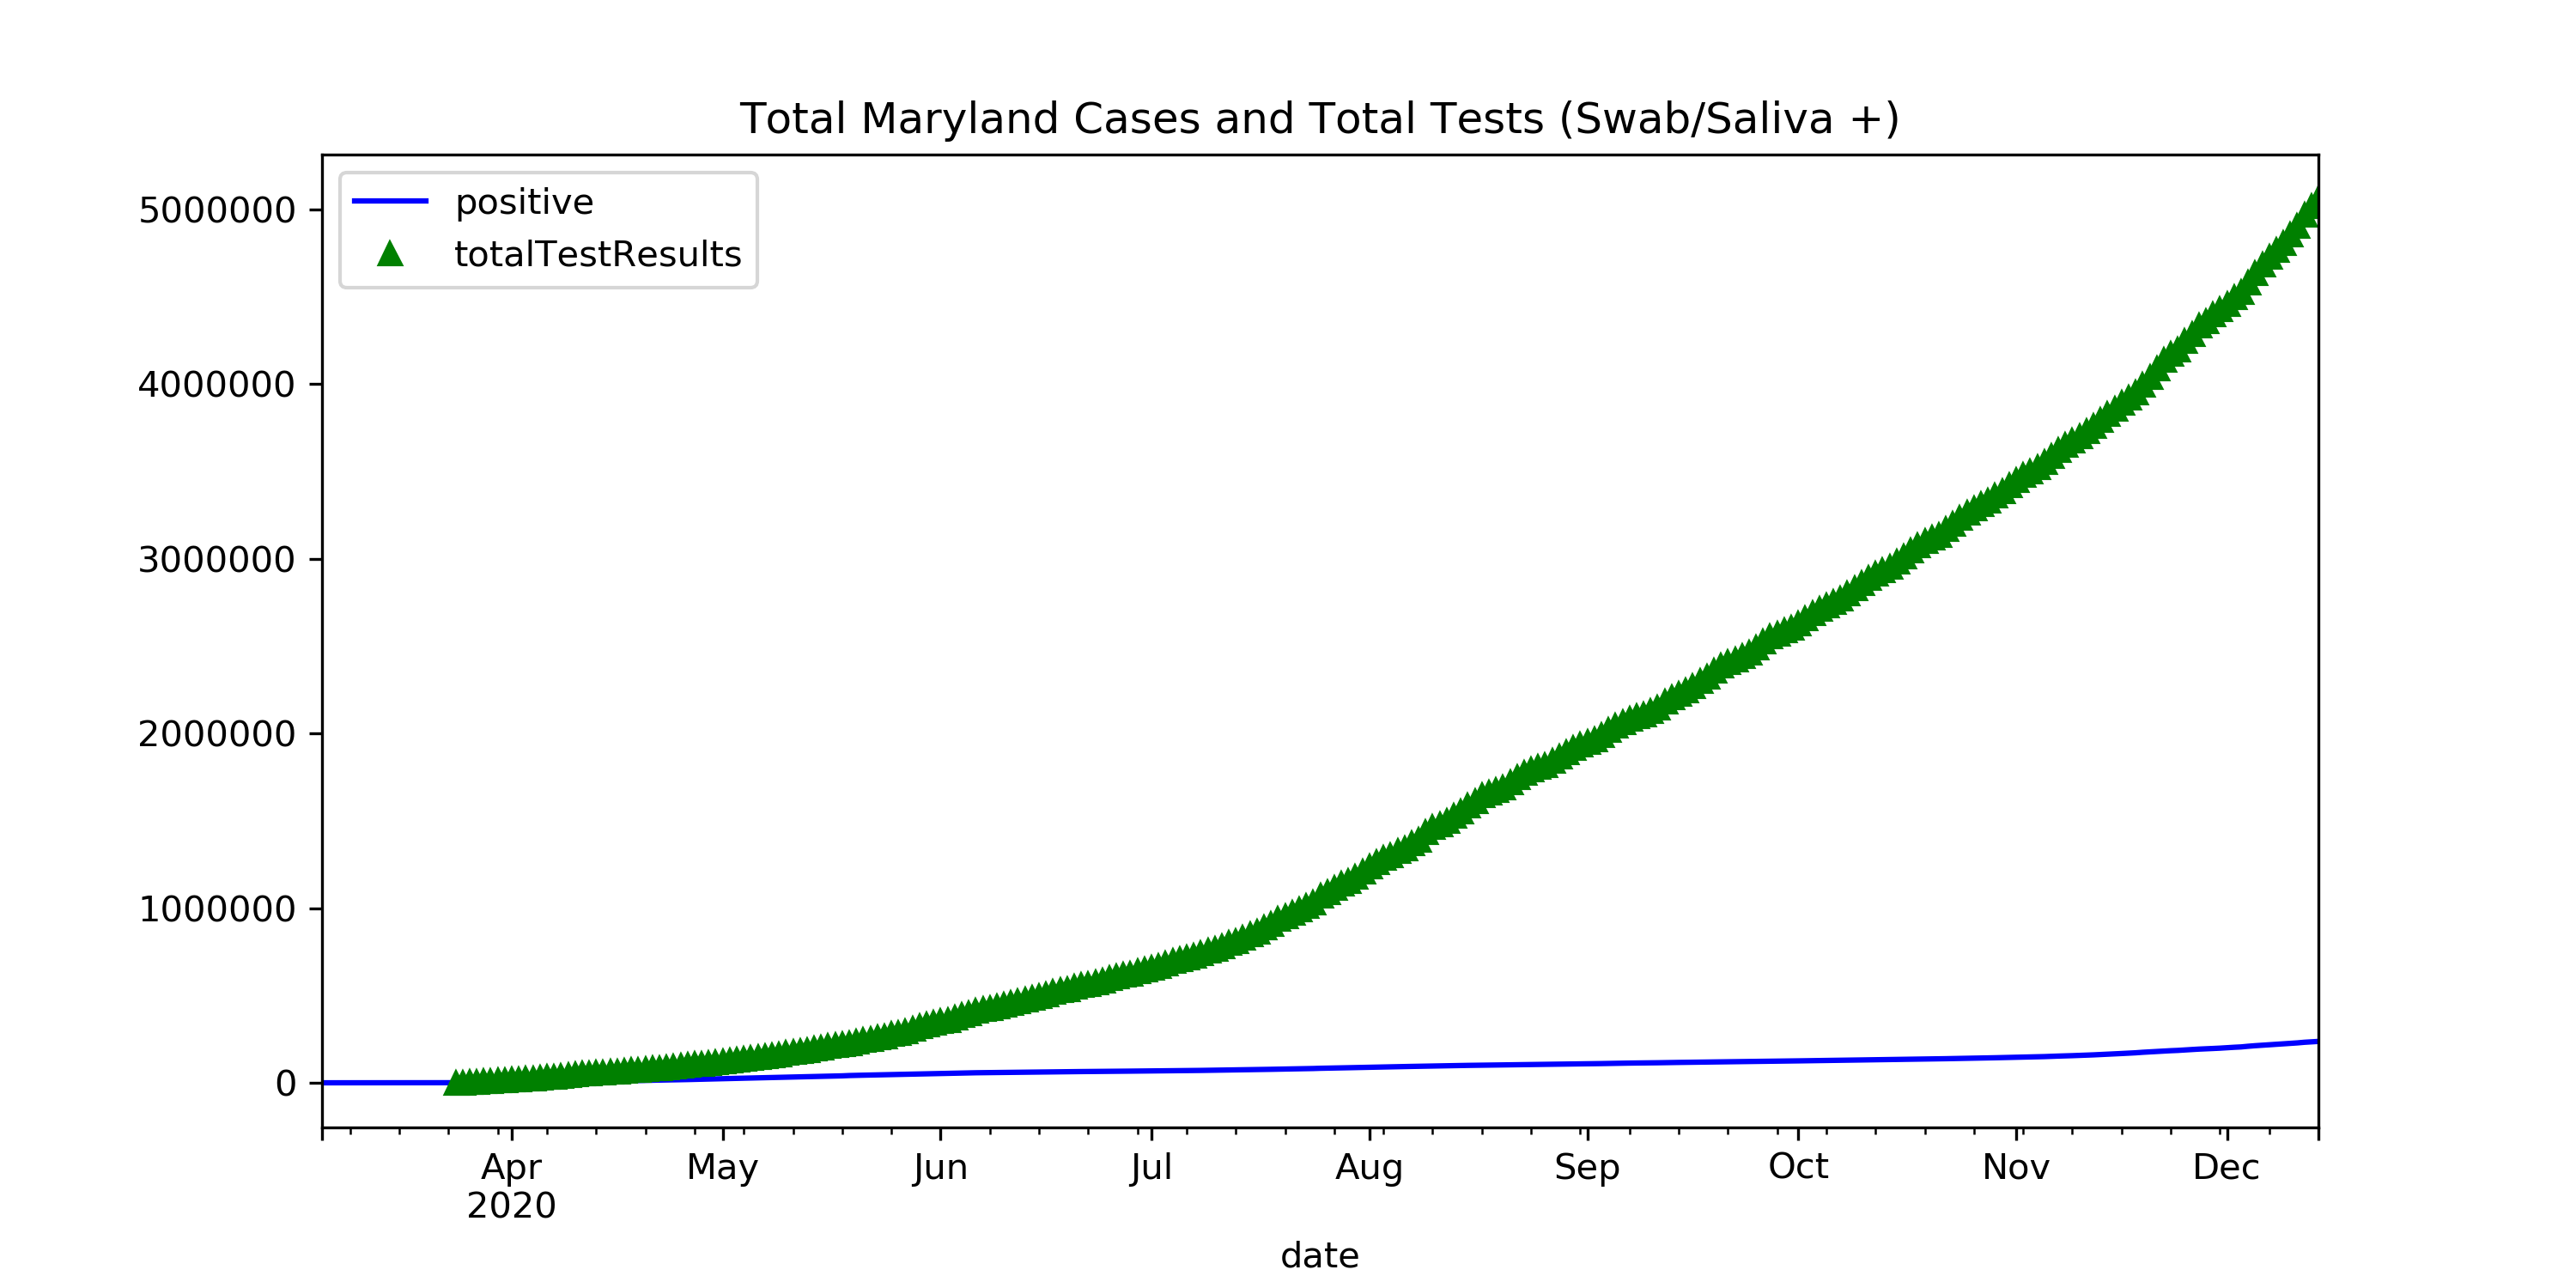 Total Maryland Cases and Total Tests (Swab/Saliva +)
positive
totalTestResults
5000000
4000000
3000000
2000000
1000000
0
Apr May Jun Jul Aug Sep Oct Nov Dec
2020
date